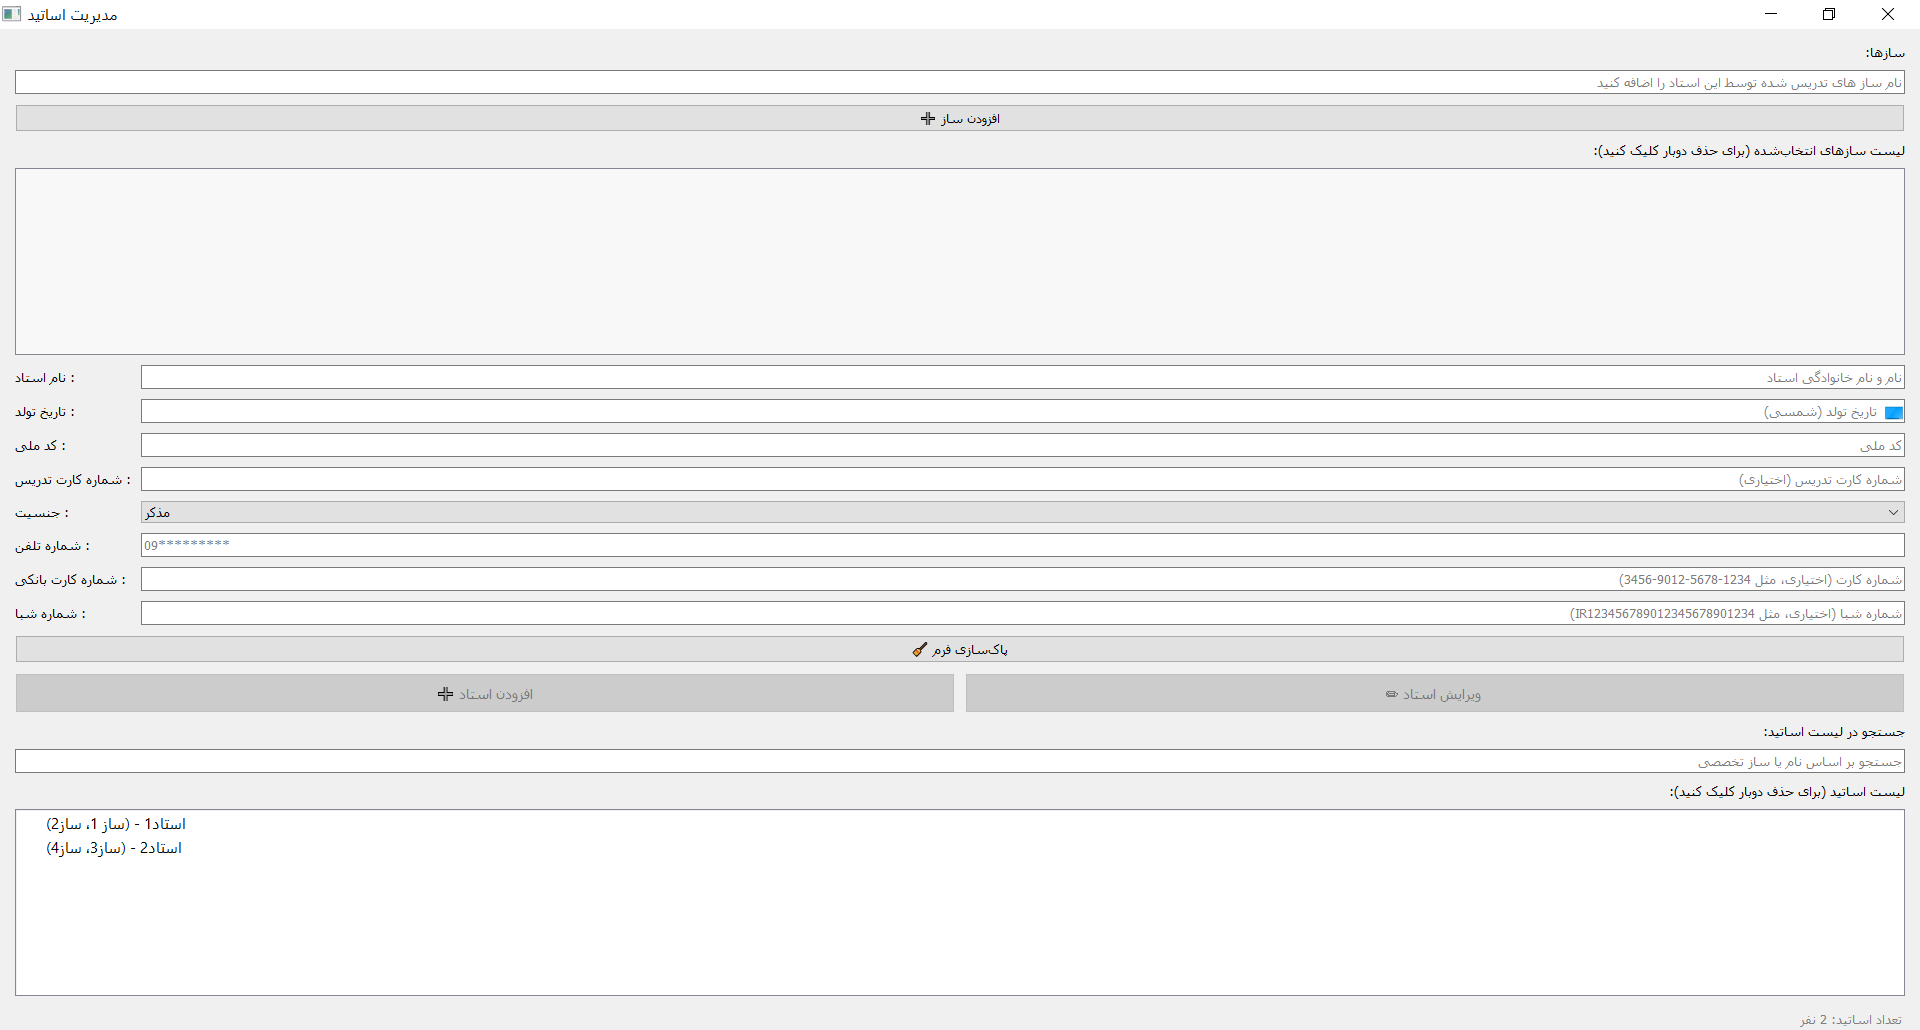 مدیریت اساتید
سازها:
نام ساز های تدریس شده توسط این استاد را اضافه کنید
افزودن ساز ➕
لیست سازهای انتخاب‌شده (برای حذف دوبار کلیک کنید):
نام استاد :
نام و نام خانوادگی استاد
تاریخ تولد :
تاریخ تولد (شمسی)
کد ملی :
کد ملی
شماره کارت تدریس :
شماره کارت تدریس (اختیاری)
جنسیت :
مذکر
شماره تلفن :
09*********
شماره کارت بانکی :
شماره کارت (اختیاری، مثل 1234-5678-9012-3456)
شماره شبا :
شماره شبا (اختیاری، مثل IR123456789012345678901234)
پاک‌سازی فرم 🖌
افزودن استاد ➕
ویرایش استاد ✏
جستجو در لیست اساتید:
جستجو بر اساس نام یا ساز تخصصی
لیست اساتید (برای حذف دوبار کلیک کنید):
استاد1 - (ساز 1، ساز2)
استاد2 - (ساز3، ساز4)
تعداد اساتید: 2 نفر